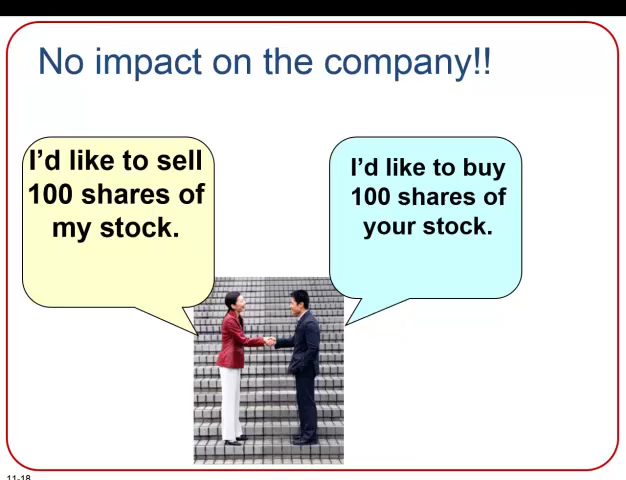 No impact on the company!!
I'd like to sell
100 shares of
my stock.
I'd like to buy
100 shares of
your stock.
11-18